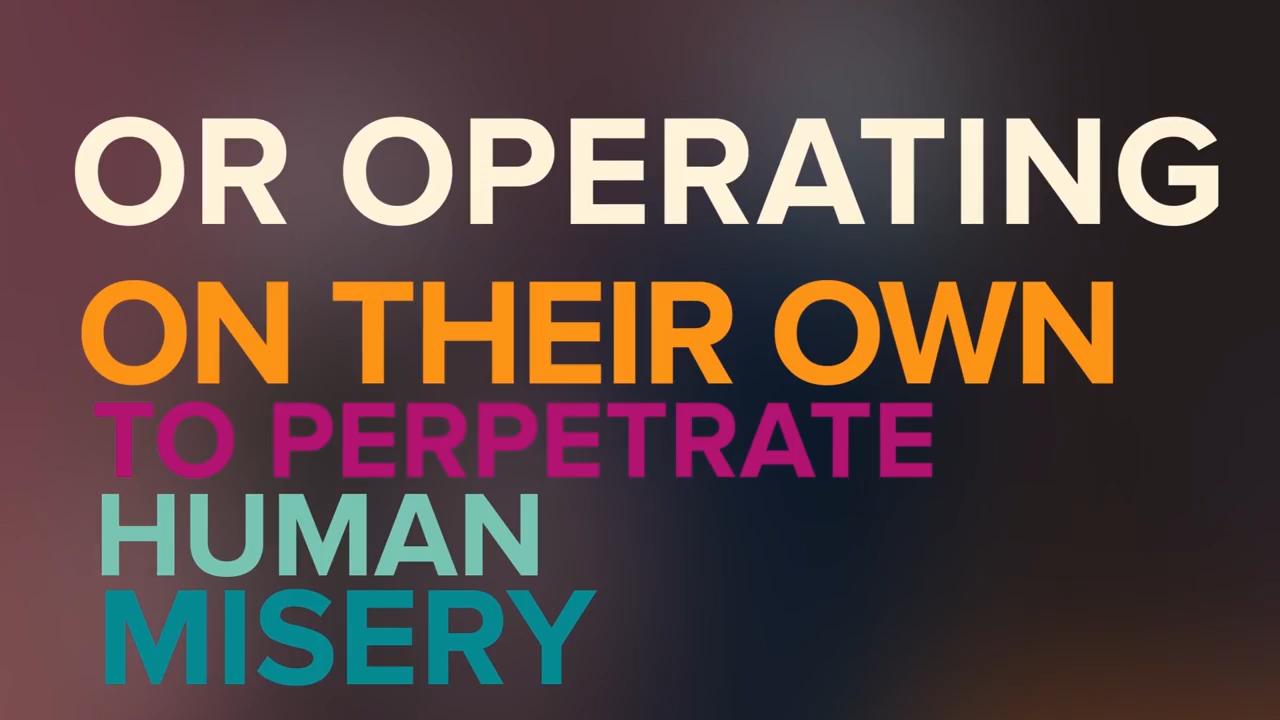 OR OPERATING
ON THEIR OWN
TO PERPETRATE
HUMAN
MISERY